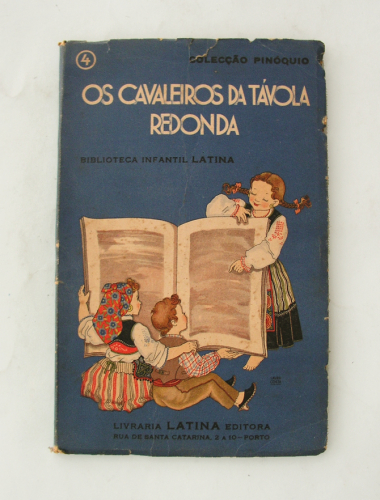 4
COLECÇÃO PINÓQUIO
OS CAVALEIROS DA TÁVOLA
REDONDA
BIBLIOTECA INFANTIL LATINA
LIVRARIA LATINA EDITORA
RUA DE SANTA CATARINA, 2 A 10-PORTO